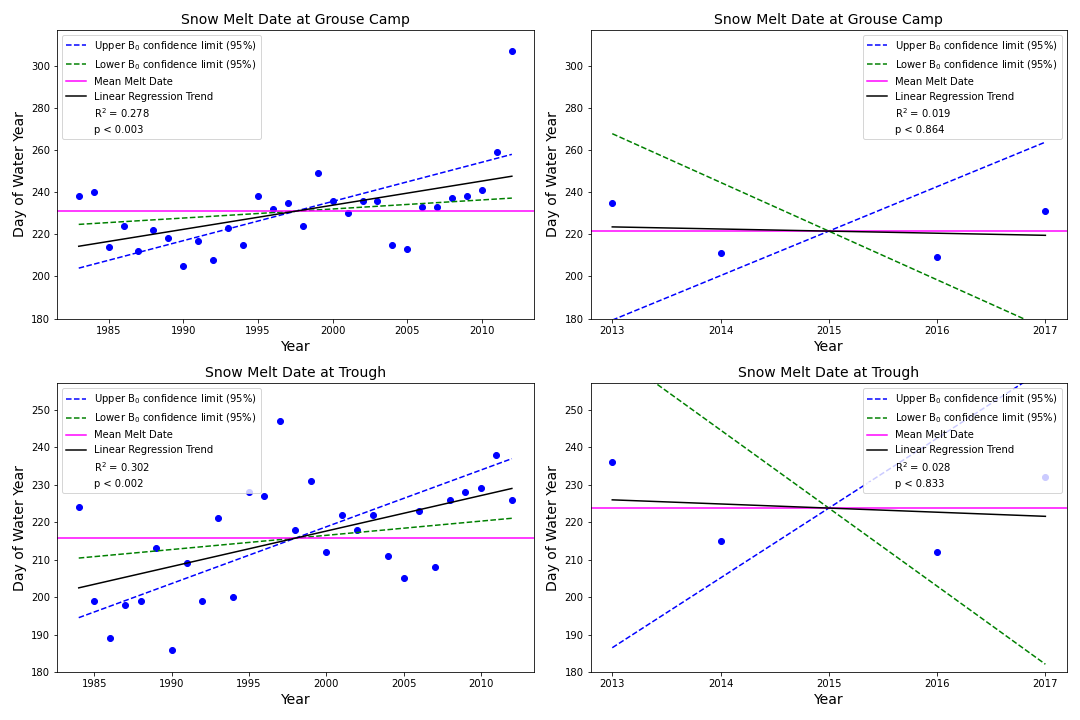 Snow Melt Date at Grouse Camp
Day of Water Year
300
280
260
240
220
200
180
Upper B₀ confidence limit (95%)
Lower B₀ confidence limit (95%)
Mean Melt Date
Linear Regression Trend
R² = 0.278
p < 0.003
1985 1990 1995 2000 2005 2010
Year
Snow Melt Date at Grouse Camp
Day of Water Year
300
280
260
240
220
200
180
Upper B₀ confidence limit (95%)
Lower B₀ confidence limit (95%)
Mean Melt Date
Linear Regression Trend
R² = 0.019
p < 0.864
2013 2014 2015 2016 2017
Year
Snow Melt Date at Trough
Day of Water Year
250
240
230
220
210
200
190
180
Upper B₀ confidence limit (95%)
Lower B₀ confidence limit (95%)
Mean Melt Date
Linear Regression Trend
R² = 0.302
p < 0.002
1985 1990 1995 2000 2005 2010
Year
Snow Melt Date at Trough
Day of Water Year
250
240
230
220
210
200
190
180
Upper B₀ confidence limit (95%)
Lower B₀ confidence limit (95%)
Mean Melt Date
Linear Regression Trend
R² = 0.028
p < 0.833
2013 2014 2015 2016 2017
Year